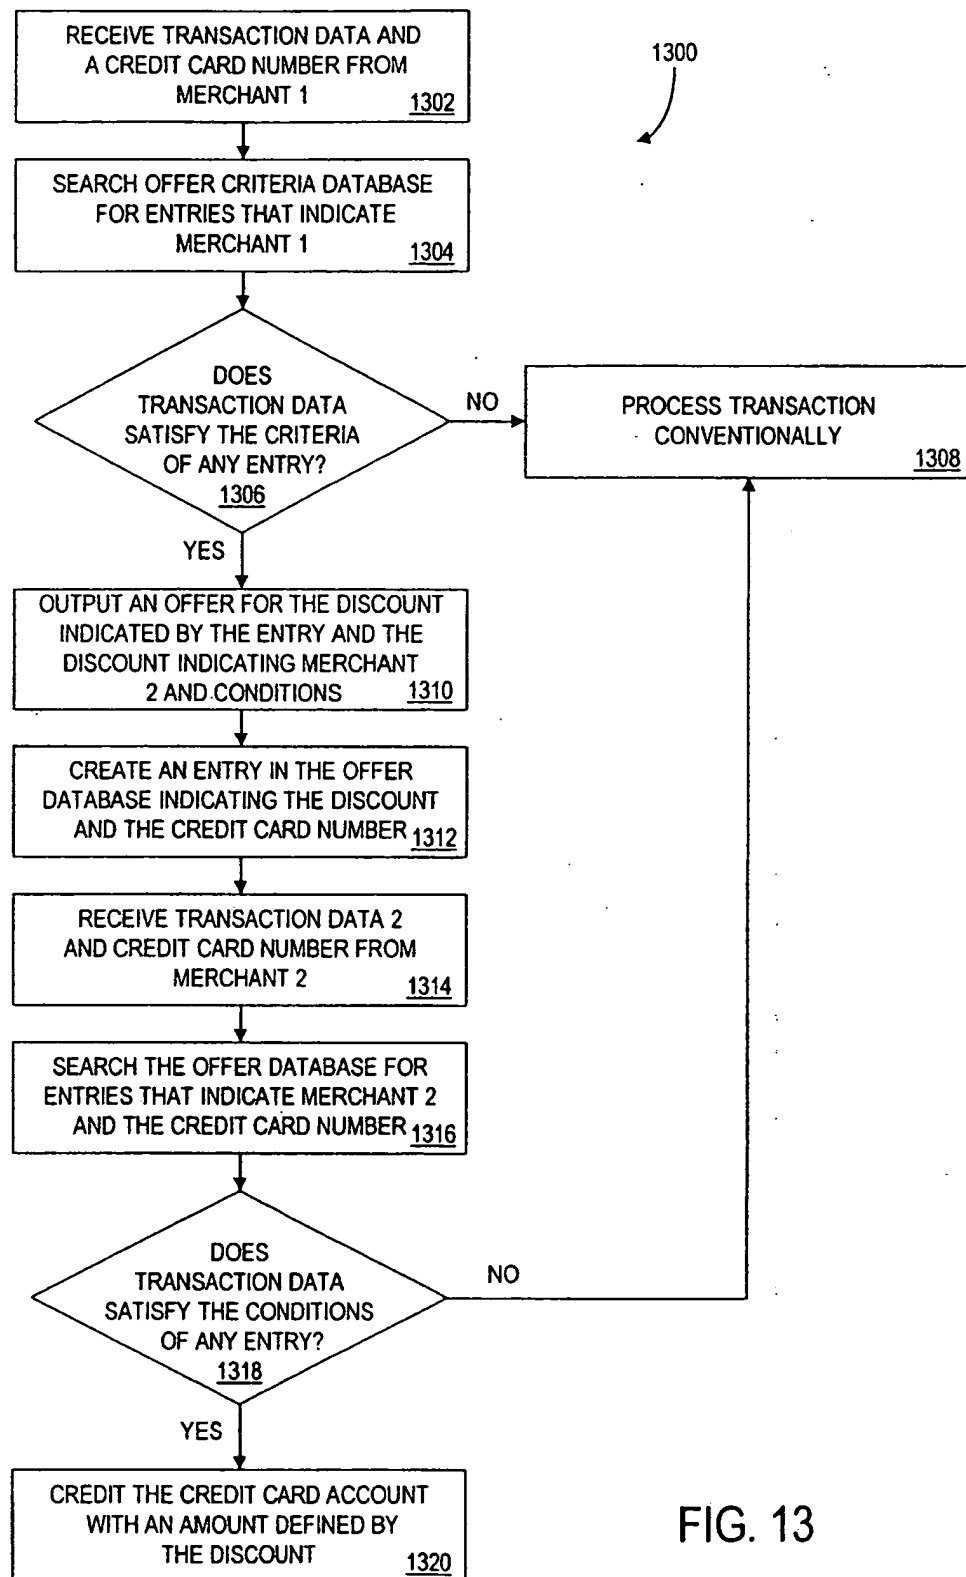 RECEIVE TRANSACTION DATA AND
A CREDIT CARD NUMBER FROM
MERCHANT 1
1302
1300
SEARCH OFFER CRITERIA DATABASE
FOR ENTRIES THAT INDICATE
MERCHANT 1
1304
DOES
TRANSACTION DATA
SATISFY THE CRITERIA
OF ANY ENTRY?
1306
NO
PROCESS TRANSACTION
CONVENTIONALLY
1308
YES
OUTPUT AN OFFER FOR THE DISCOUNT
INDICATED BY THE ENTRY AND THE
DISCOUNT INDICATING MERCHANT
2 AND CONDITIONS
1310
CREATE AN ENTRY IN THE OFFER
DATABASE INDICATING THE DISCOUNT
AND THE CREDIT CARD NUMBER 1312
RECEIVE TRANSACTION DATA 2
AND CREDIT CARD NUMBER FROM
MERCHANT 2
1314
SEARCH THE OFFER DATABASE FOR
ENTRIES THAT INDICATE MERCHANT 2
AND THE CREDIT CARD NUMBER 1316
DOES
TRANSACTION DATA
SATISFY THE CONDITIONS
OF ANY ENTRY?
1318
NO
YES
CREDIT THE CREDIT CARD ACCOUNT
WITH AN AMOUNT DEFINED BY
THE DISCOUNT
1320
FIG. 13